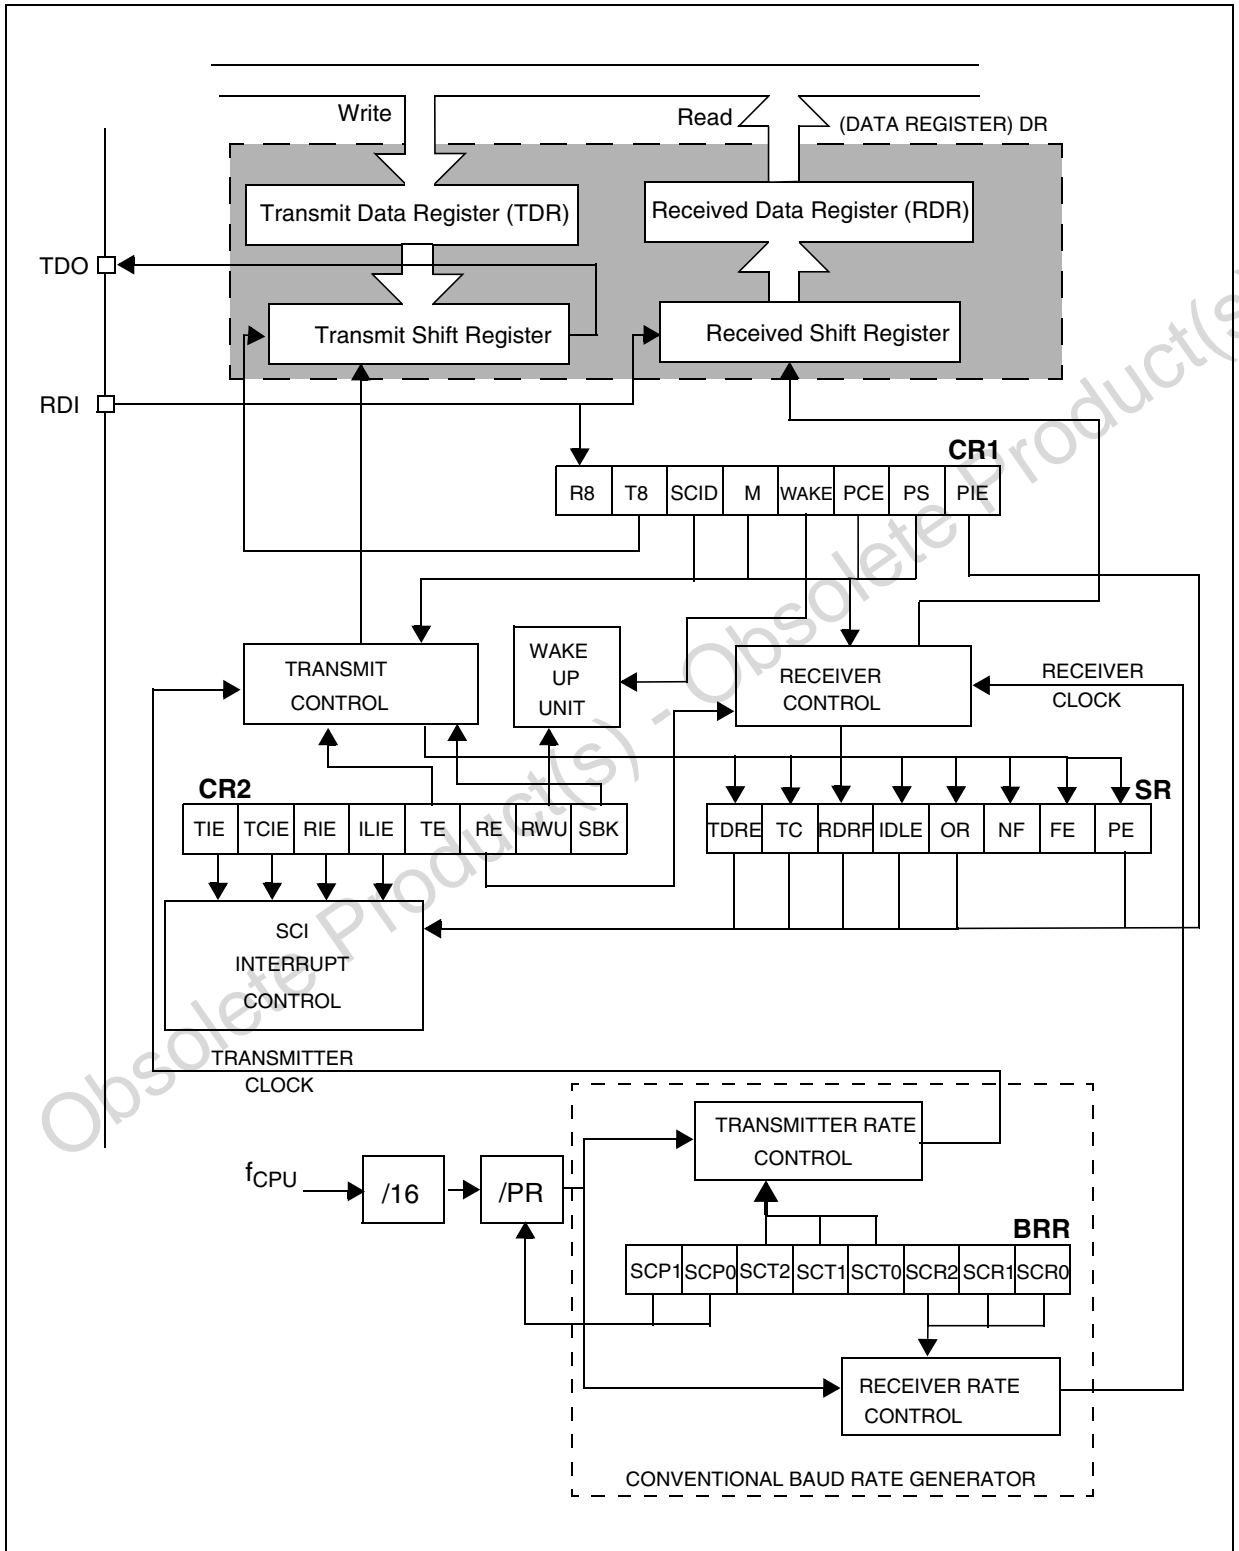 Write
Read
(DATA REGISTER) DR
Transmit Data Register (TDR)
Received Data Register (RDR)
TDO
Transmit Shift Register
Received Shift Register
RDI
CR1
R8 T8 SCID M WAKE PCE PS PIE
TRANSMIT
CONTROL
WAKE
UP
UNIT
RECEIVER
CONTROL
RECEIVER
CLOCK
CR2
TIE TCIE RIE ILIE TE RE RWU SBK
SR
TDRE TC RDRF IDLE OR NF FE PE
SCI
INTERRUPT
CONTROL
TRANSMITTER
CLOCK
TRANSMITTER RATE
CONTROL
fCPU
/16
/PR
BRR
SCP1 SCP0 SCT2 SCT1 SCT0 SCR2 SCR1 SCR0
RECEIVER RATE
CONTROL
CONVENTIONAL BAUD RATE GENERATOR
Obsolete Product(s) - Obsolete Product(s